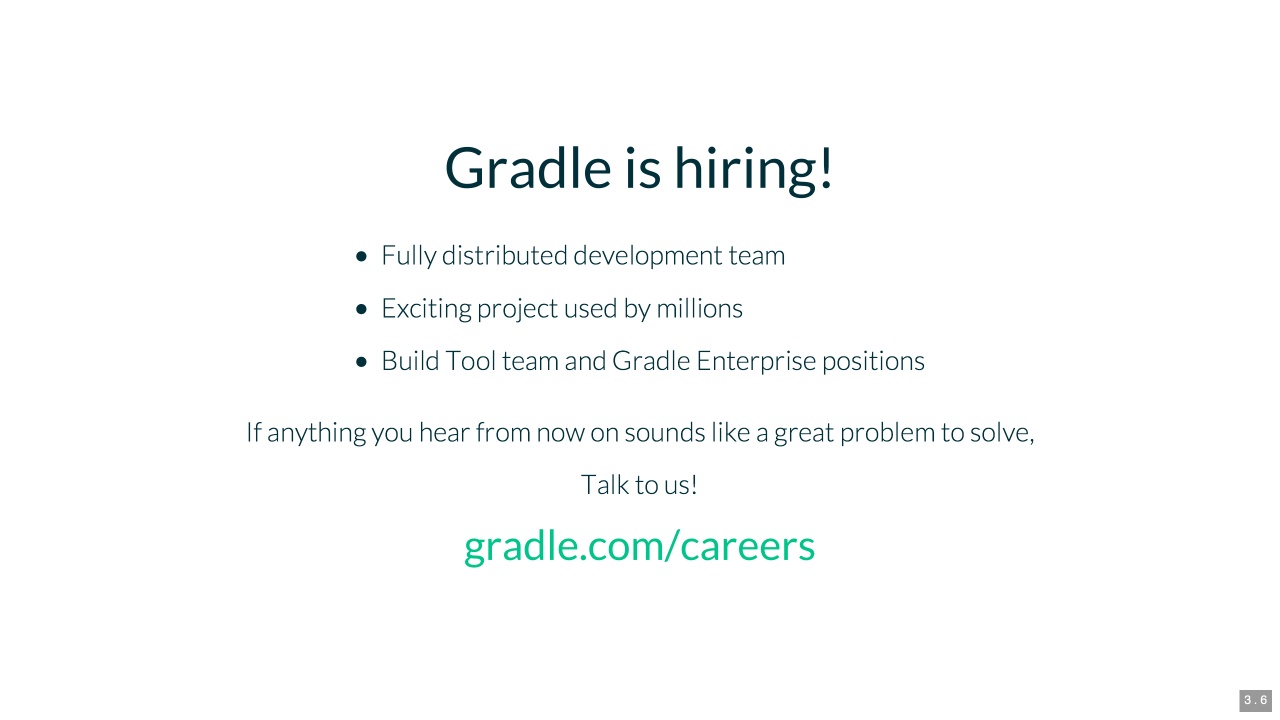 Gradle is hiring!
• Fully distributed development team
• Exciting project used by millions
• Build Tool team and Gradle Enterprise positions
If anything you hear from now on sounds like a great problem to solve,
Talk to us!
gradle.com/careers
3.6